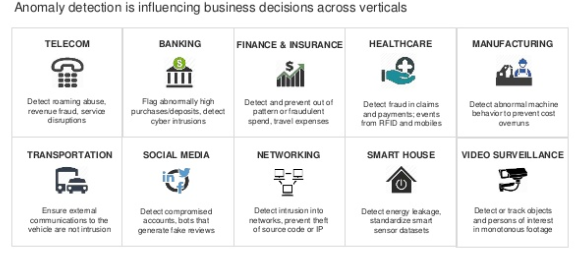 Anomaly detection is influencing business decisions across verticals
TELECOM
Detect roaming abuse,
revenue fraud, service
disruptions
BANKING
Flag abnormally high
purchases/deposits, detect
cyber intrusions
FINANCE & INSURANCE
Detect and prevent out of
pattern or fraudulent
spend, travel expenses
HEALTHCARE
Detect fraud in claims
and payments; events
from RFID and mobiles
MANUFACTURING
Detect abnormal machine
behavior to prevent cost
overruns
TRANSPORTATION
Ensure external
communications to the
vehicle are not intrusion
SOCIAL MEDIA
in
f
Detect compromised
accounts, bots that
generate fake reviews
NETWORKING
Detect intrusion into
networks, prevent theft
of source code or IP
SMART HOUSE
Detect energy leakage,
standardize smart
sensor datasets
VIDEO SURVEILLANCE
Detect or track objects
and persons of interest
in monotonous footage